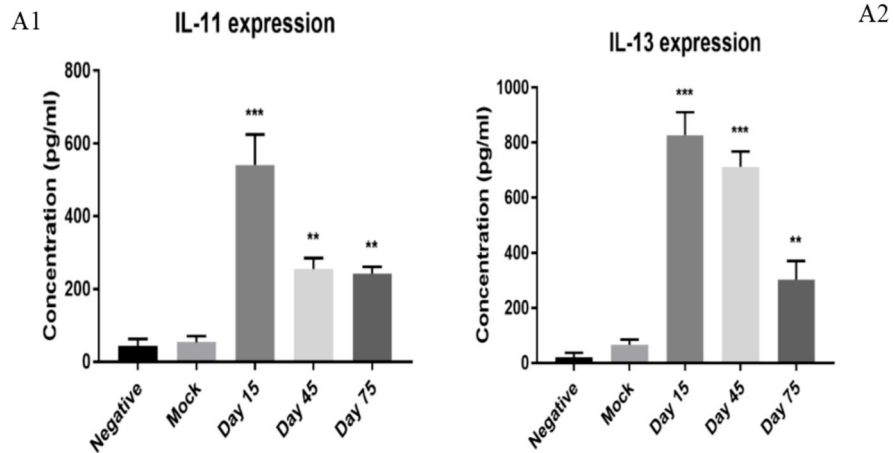 A1
IL-11 expression
Concentration (pg/ml)
800
600
400
200
0
***
**
**
Negative
Mock
Day 15
Day 45
Day 75
A2
IL-13 expression
Concentration (pg/ml)
1000
800
600
400
200
0
***
***
**
Negative
Mock
Day 15
Day 45
Day 75